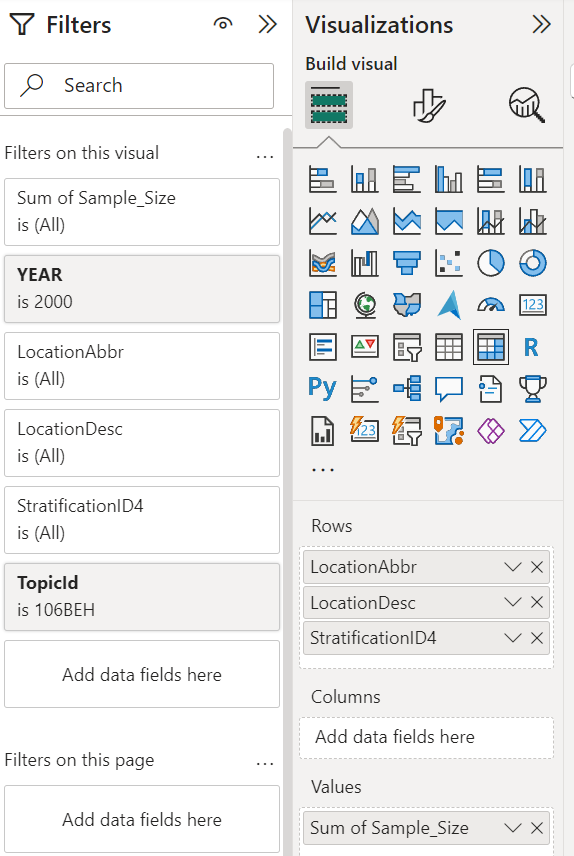 Filters
Search
Filters on this visual
...
Sum of Sample_Size
is (All)
YEAR
is 2000
LocationAbbr
is (All)
LocationDesc
is (All)
StratificationID4
is (All)
TopicId
is 106BEH
Add data fields here
Filters on this page
...
Add data fields here
Visualizations
Build visual
123
R
Py
123
...
Rows
LocationAbbr
LocationDesc
StratificationID4
Columns
Add data fields here
Values
Sum of Sample_Size